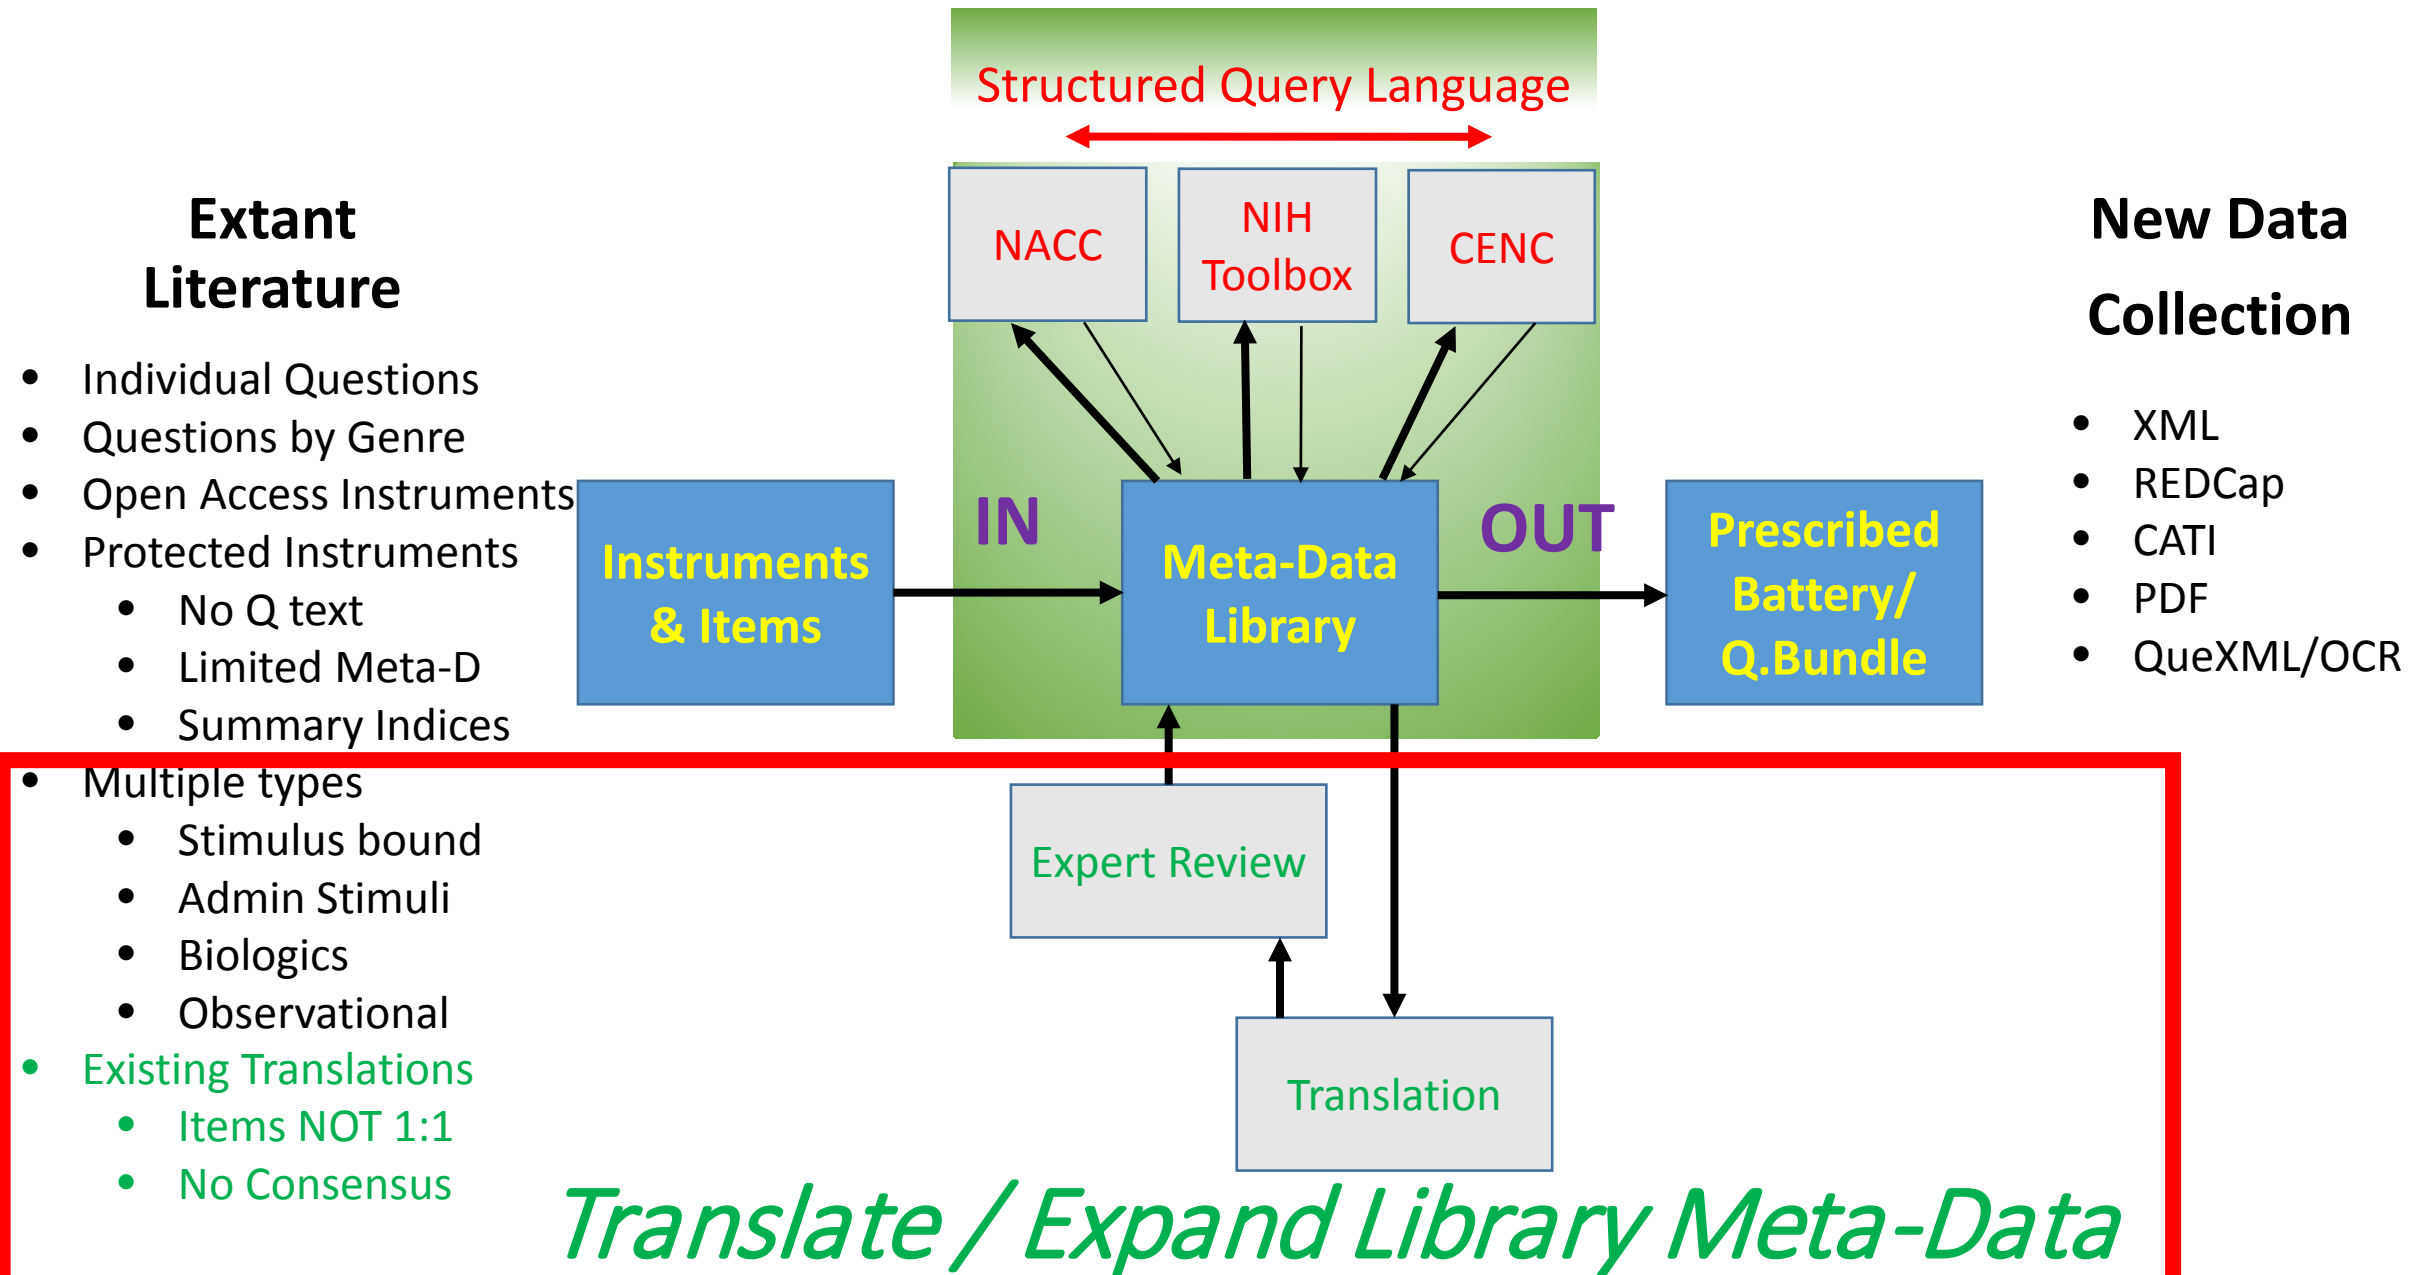 Structured Query Language
NACC
NIH
Toolbox
CENC
Extant
Literature
• Individual Questions
• Questions by Genre
• Open Access Instruments
• Protected Instruments
• No Q text
• Limited Meta-D
• Summary Indices
• Multiple types
• Stimulus bound
• Admin Stimuli
• Biologics
• Observational
• Existing Translations
• Items NOT 1:1
• No Consensus
Instruments
& Items
IN
Meta-Data
Library
OUT
Prescribed
Battery/
Q.Bundle
New Data
Collection
• XML
• REDCap
• CATI
• PDF
• QueXML/OCR
Expert Review
Translation
Translate / Expand Library Meta-Data